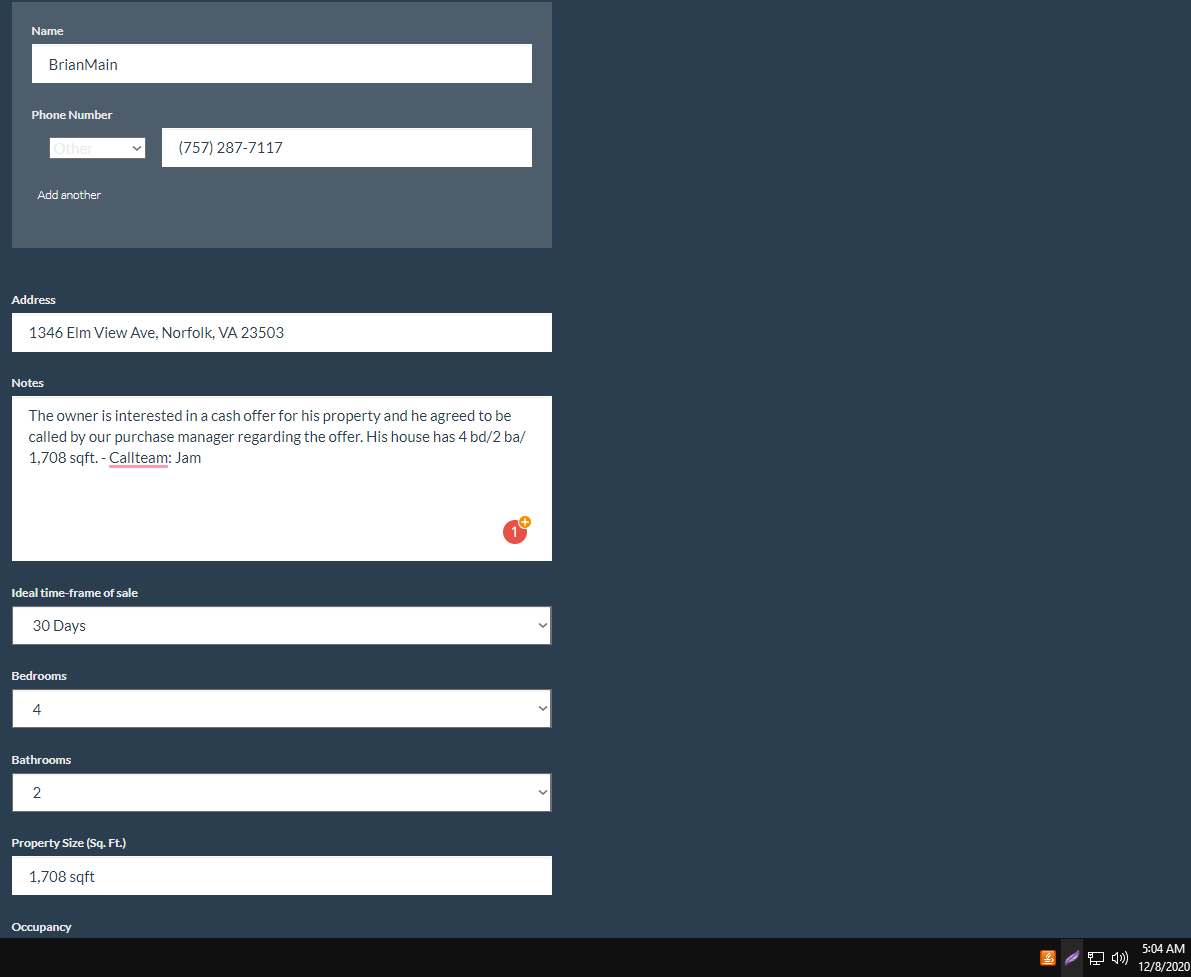 Name
BrianMain
Phone Number
Other
(757) 287-7117
Add another
Address
1346 Elm View Ave, Norfolk, VA 23503
Notes
The owner is interested in a cash offer for his property and he agreed to be
called by our purchase manager regarding the offer. His house has 4 bd/2 ba/
1,708 sqft. - Callteam: Jam
1
Ideal time-frame of sale
30 Days
Bedrooms
4
Bathrooms
2
Property Size (Sq. Ft.)
1,708 sqft
Occupancy
5:04 AM
12/8/2020